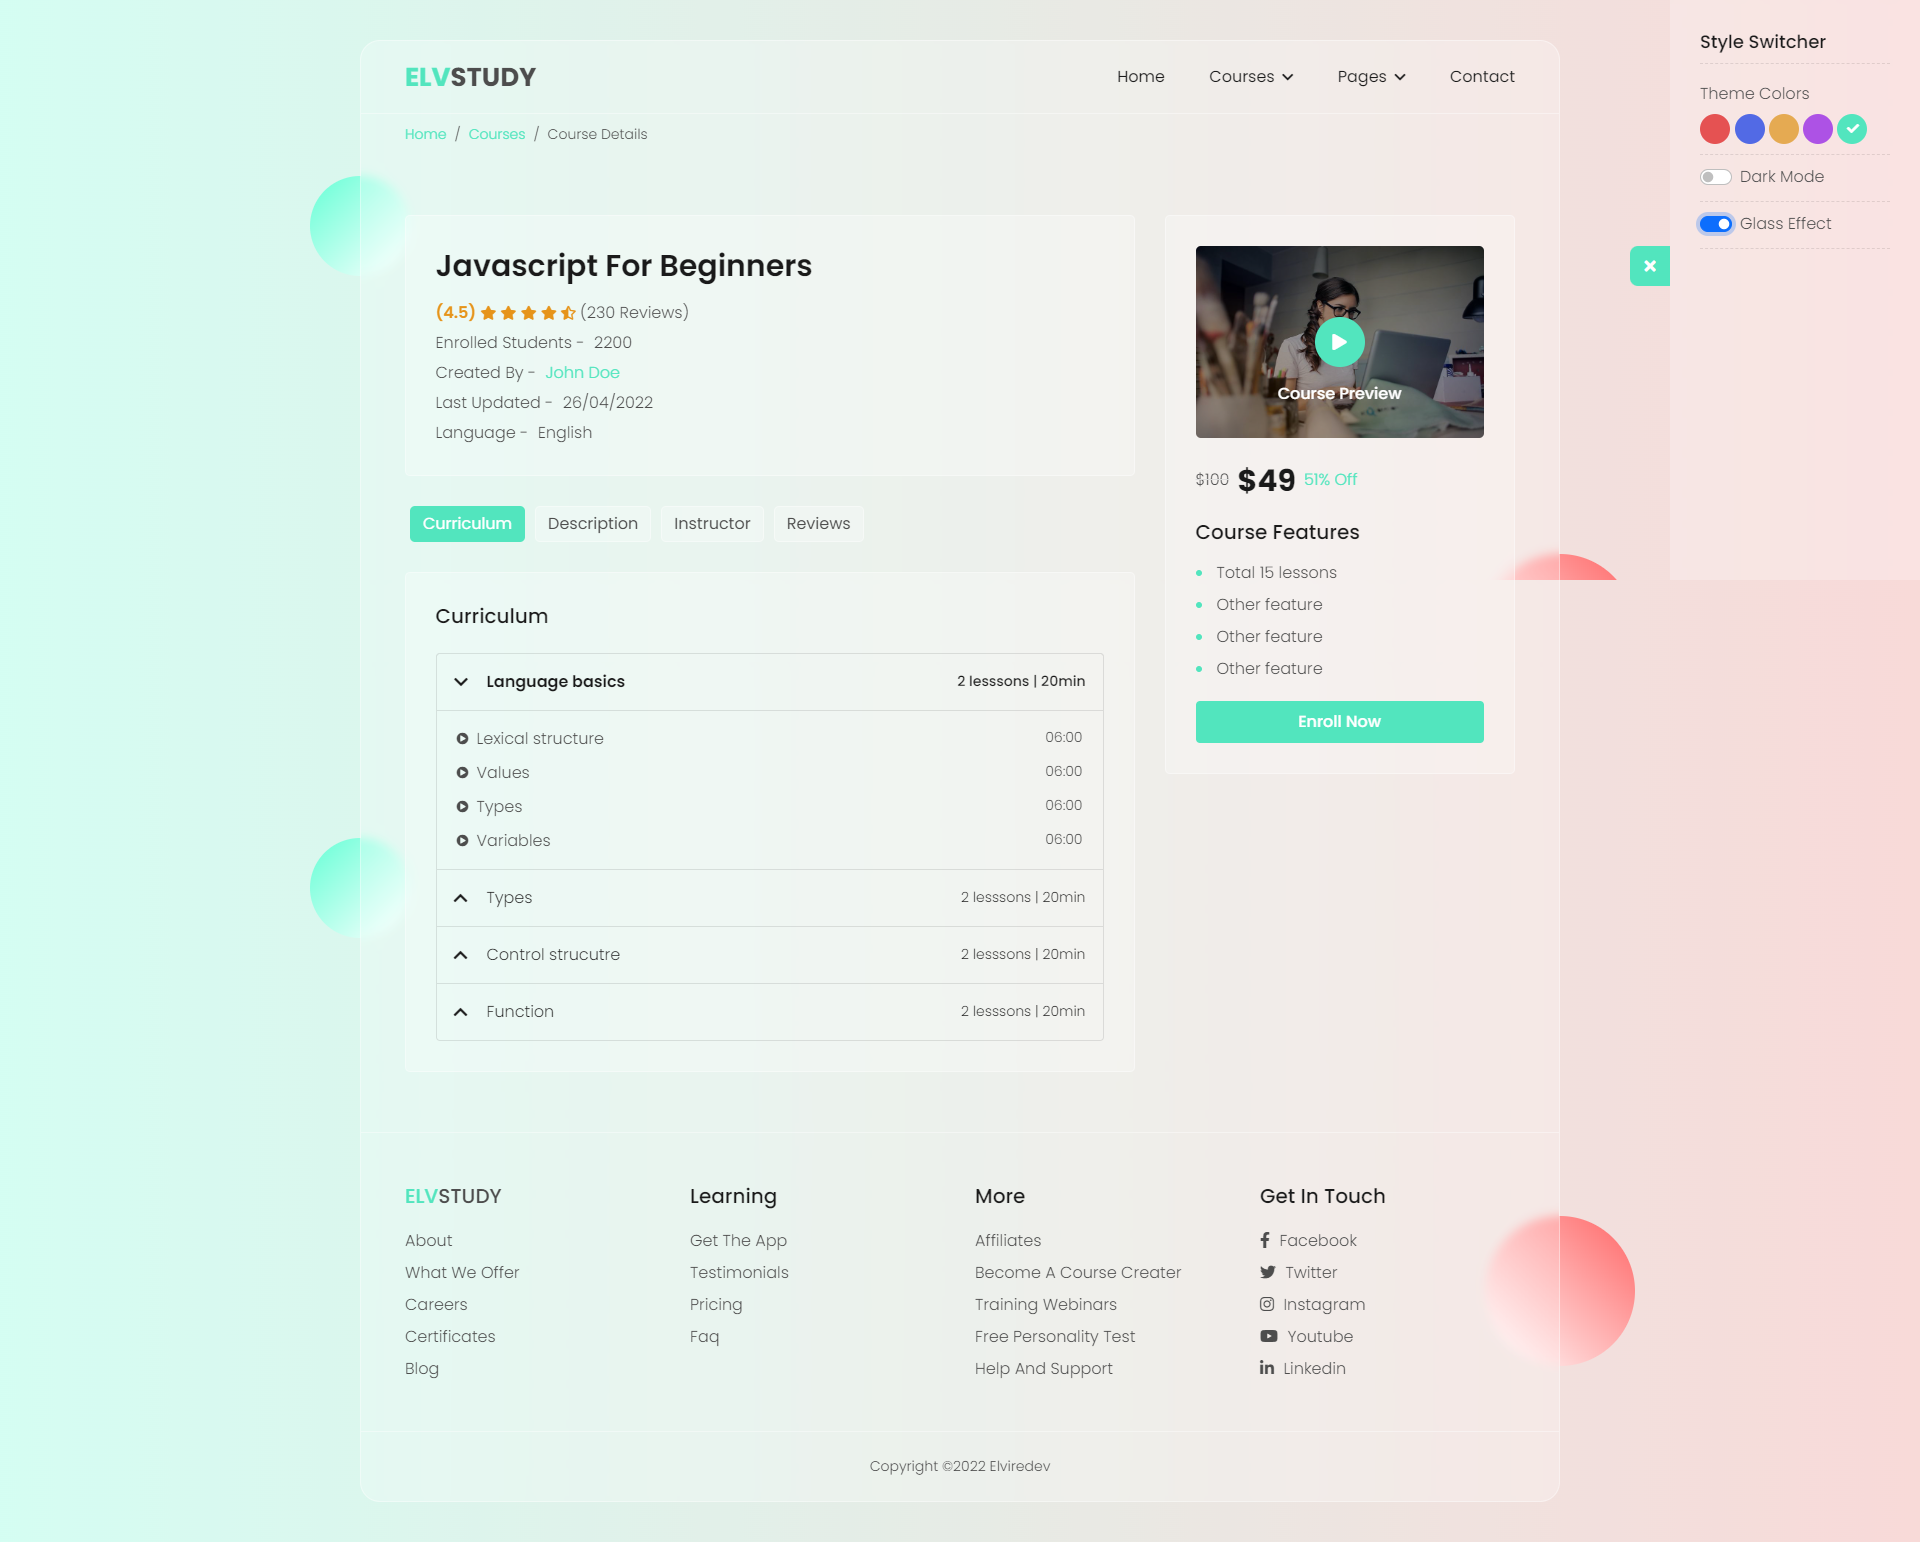 ELVSTUDY
Home
Courses
Pages
Contact
Home / Courses / Course Details
Javascript For Beginners
(4.5) (230 Reviews)
Enrolled Students - 2200
Created By - John Doe
Last Updated - 26/04/2022
Language - English
Curriculum
Description
Instructor
Reviews
Curriculum
Language basics 2 lesssons | 20min
Lexical structure 06:00
Values 06:00
Types 06:00
Variables 06:00
Types 2 lesssons | 20min
Control strucutre 2 lesssons | 20min
Function 2 lesssons | 20min
Course Preview
$100 $49 51% Off
Course Features
Total 15 lessons
Other feature
Other feature
Other feature
Enroll Now
Style Switcher
Theme Colors
Dark Mode
Glass Effect
ELVSTUDY
About
What We Offer
Careers
Certificates
Blog
Learning
Get The App
Testimonials
Pricing
Faq
More
Affiliates
Become A Course Creater
Training Webinars
Free Personality Test
Help And Support
Get In Touch
Facebook
Twitter
Instagram
Youtube
Linkedin
Copyright ©2022 Elviredev